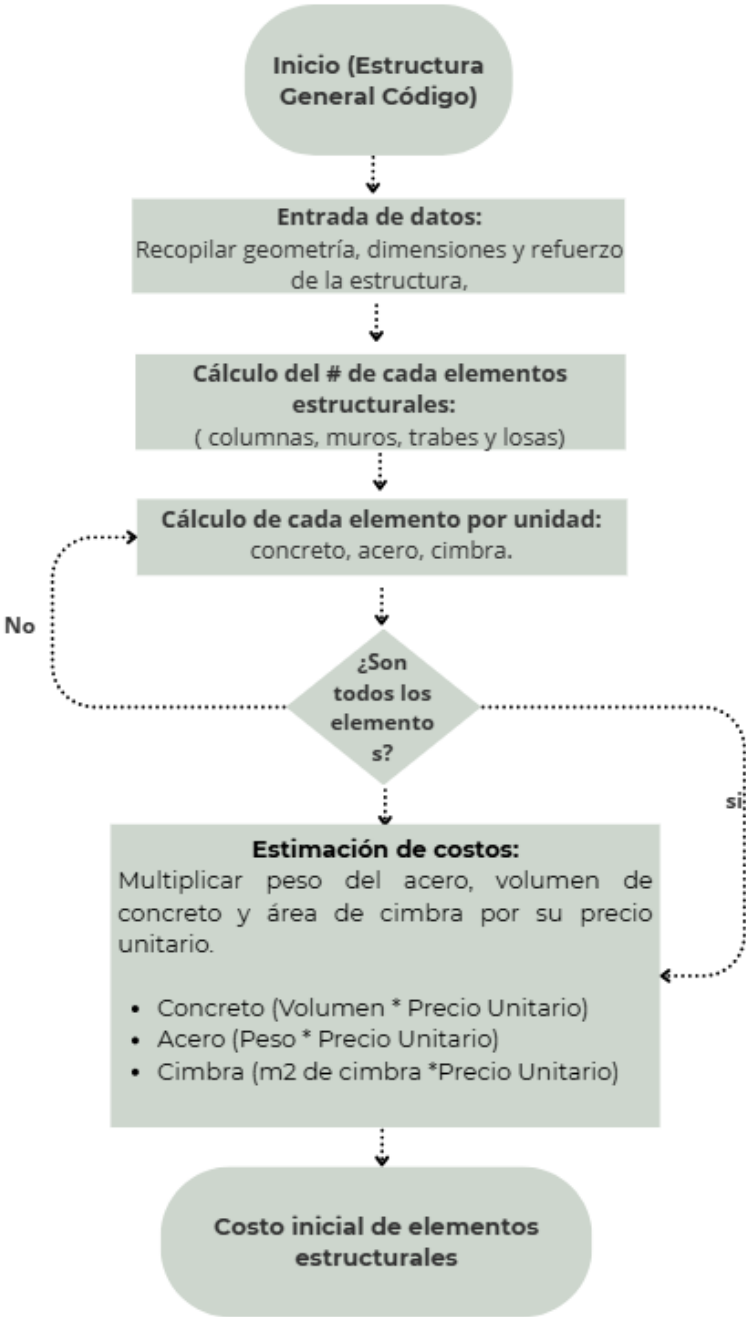 Inicio (Estructura
General Código)
Entrada de datos:
Recopilar geometría, dimensiones y refuerzo
de la estructura,
Cálculo del # de cada elementos
estructurales:
( columnas, muros, trabes y losas)
Cálculo de cada elemento por unidad:
concreto, acero, cimbra.
No
¿Son
todos los
elemento
s?
si
Estimación de costos:
Multiplicar peso del acero, volumen de
concreto y área de cimbra por su precio
unitario.
• Concreto (Volumen * Precio Unitario)
• Acero (Peso * Precio Unitario)
• Cimbra (m2 de cimbra *Precio Unitario)
Costo inicial de elementos
estructurales